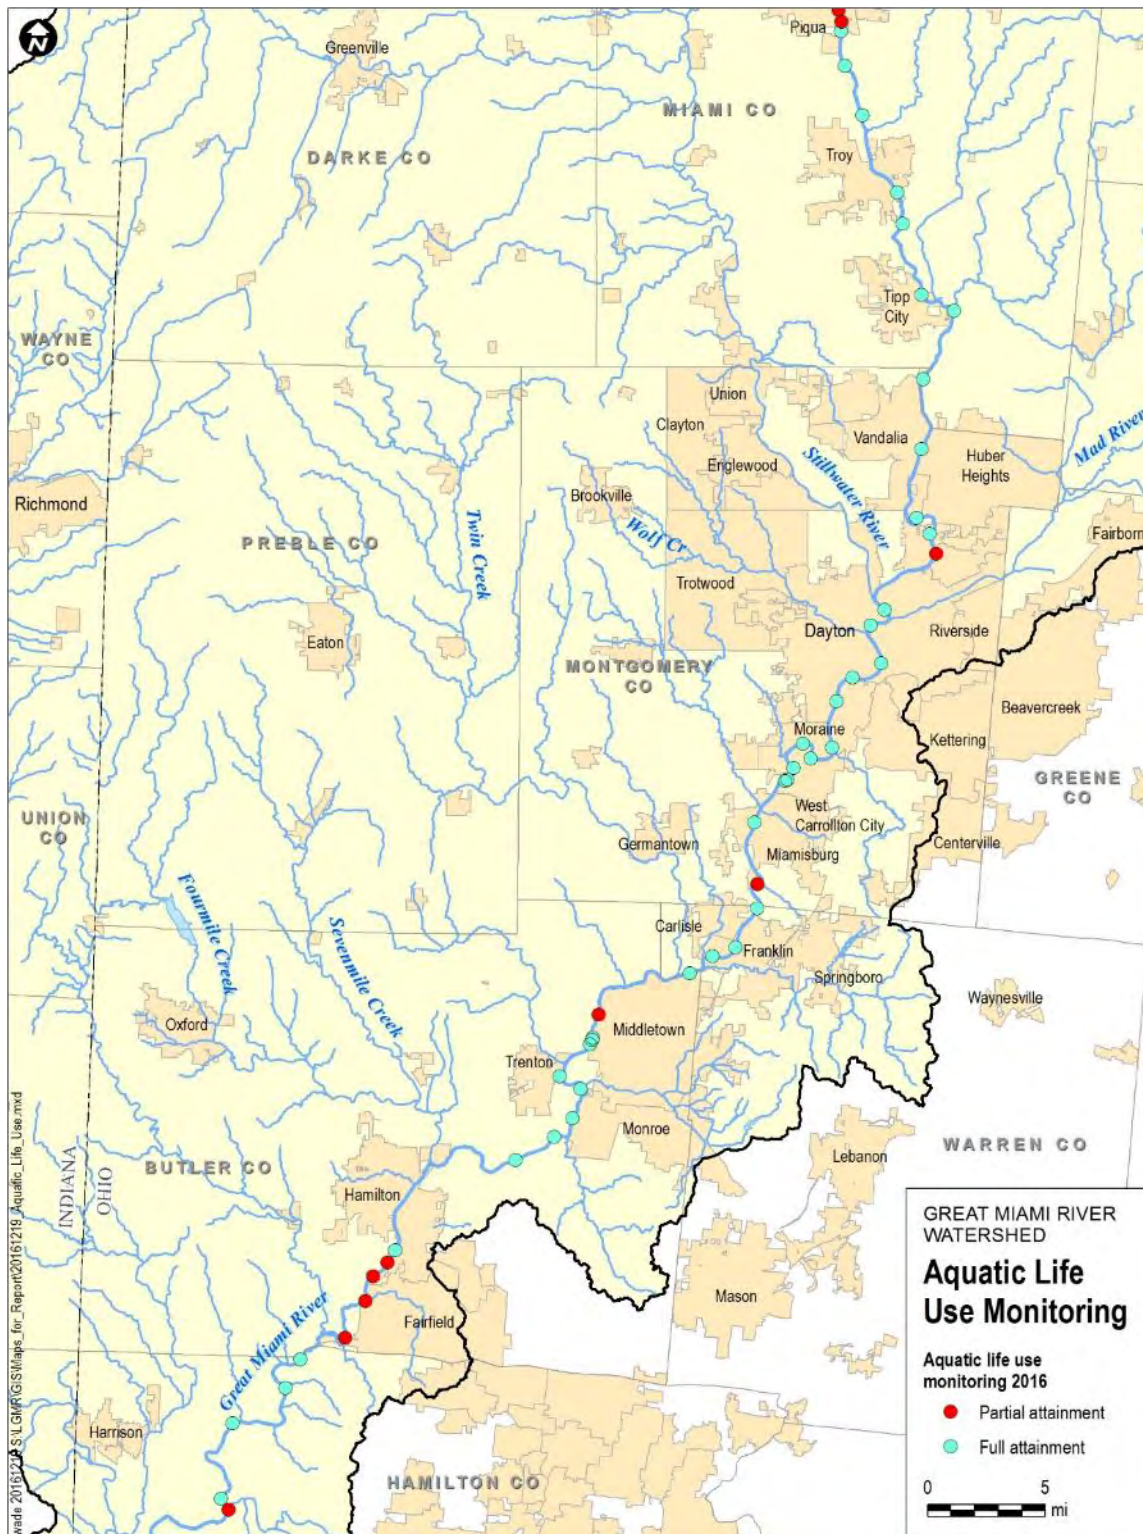 N
Greenville
Piqua
MIAMI CO
DARKE CO
Troy
Tipp
City
WAYNE
CO
Union
Clayton
Vandalia
Mad River
Englewood
Huber
Heights
Stillwater River
Brookville
Richmond
Twin Creek
Wolf Cr.
Fairborn
PREBLE CO
Trotwood
Dayton
Riverside
Eaton
MONTGOMERY
CO
Beavercreek
Moraine
Kettering
GREENE
CO
UNION
CO
West
Carrollton City
Germantown
Miamisburg
Centerville
Fourmile Creek
Sevenmile Creek
Carlisle
Franklin
Springboro
Waynesville
Oxford
Middletown
Trenton
Monroe
WARREN CO
Lebanon
BUTLER CO
INDIANA
OHIO
Hamilton
Mason
Fairfield
Great Miami River
Harrison
HAMILTON CO
GREAT MIAMI RIVER
WATERSHED
Aquatic Life
Use Monitoring
Aquatic life use
monitoring 2016
Partial attainment
Full attainment
0 5
mi